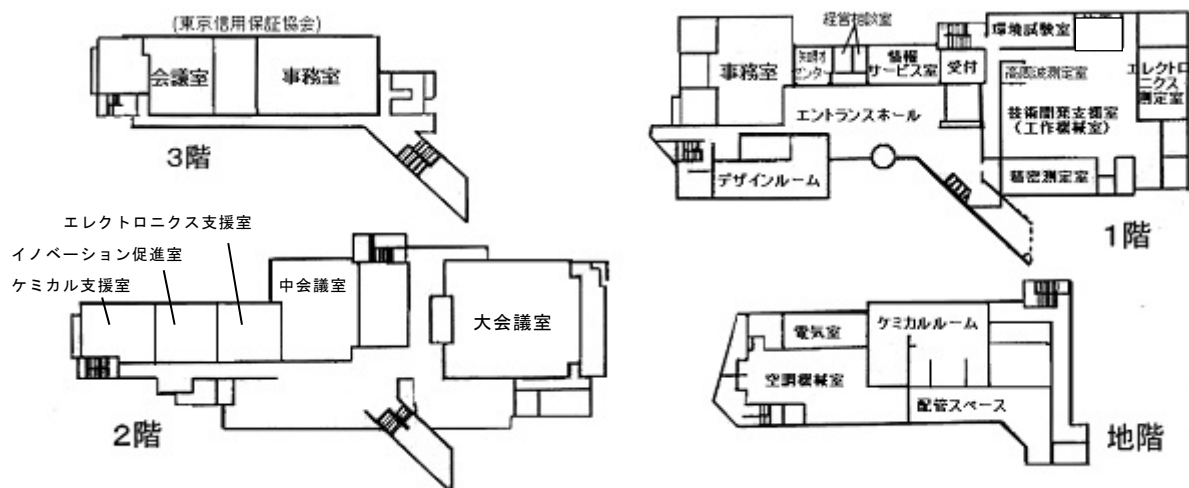 (東京信用保証協会)
会議室
事務室
3階
エレクトロニクス支援室
イノベーション促進室
ケミカル支援室
中会議室
大会議室
2階
経営相談室
事務室
知財
センター
情報
サービス室
受付
環境試験室
高周波測定室
エレクトロ
ニクス
測定室
エントランスホール
技術開発支援室
(工作機械室)
デザインルーム
精密測定室
1階
電気室
ケミカルルーム
空調機械室
配管スペース
地階